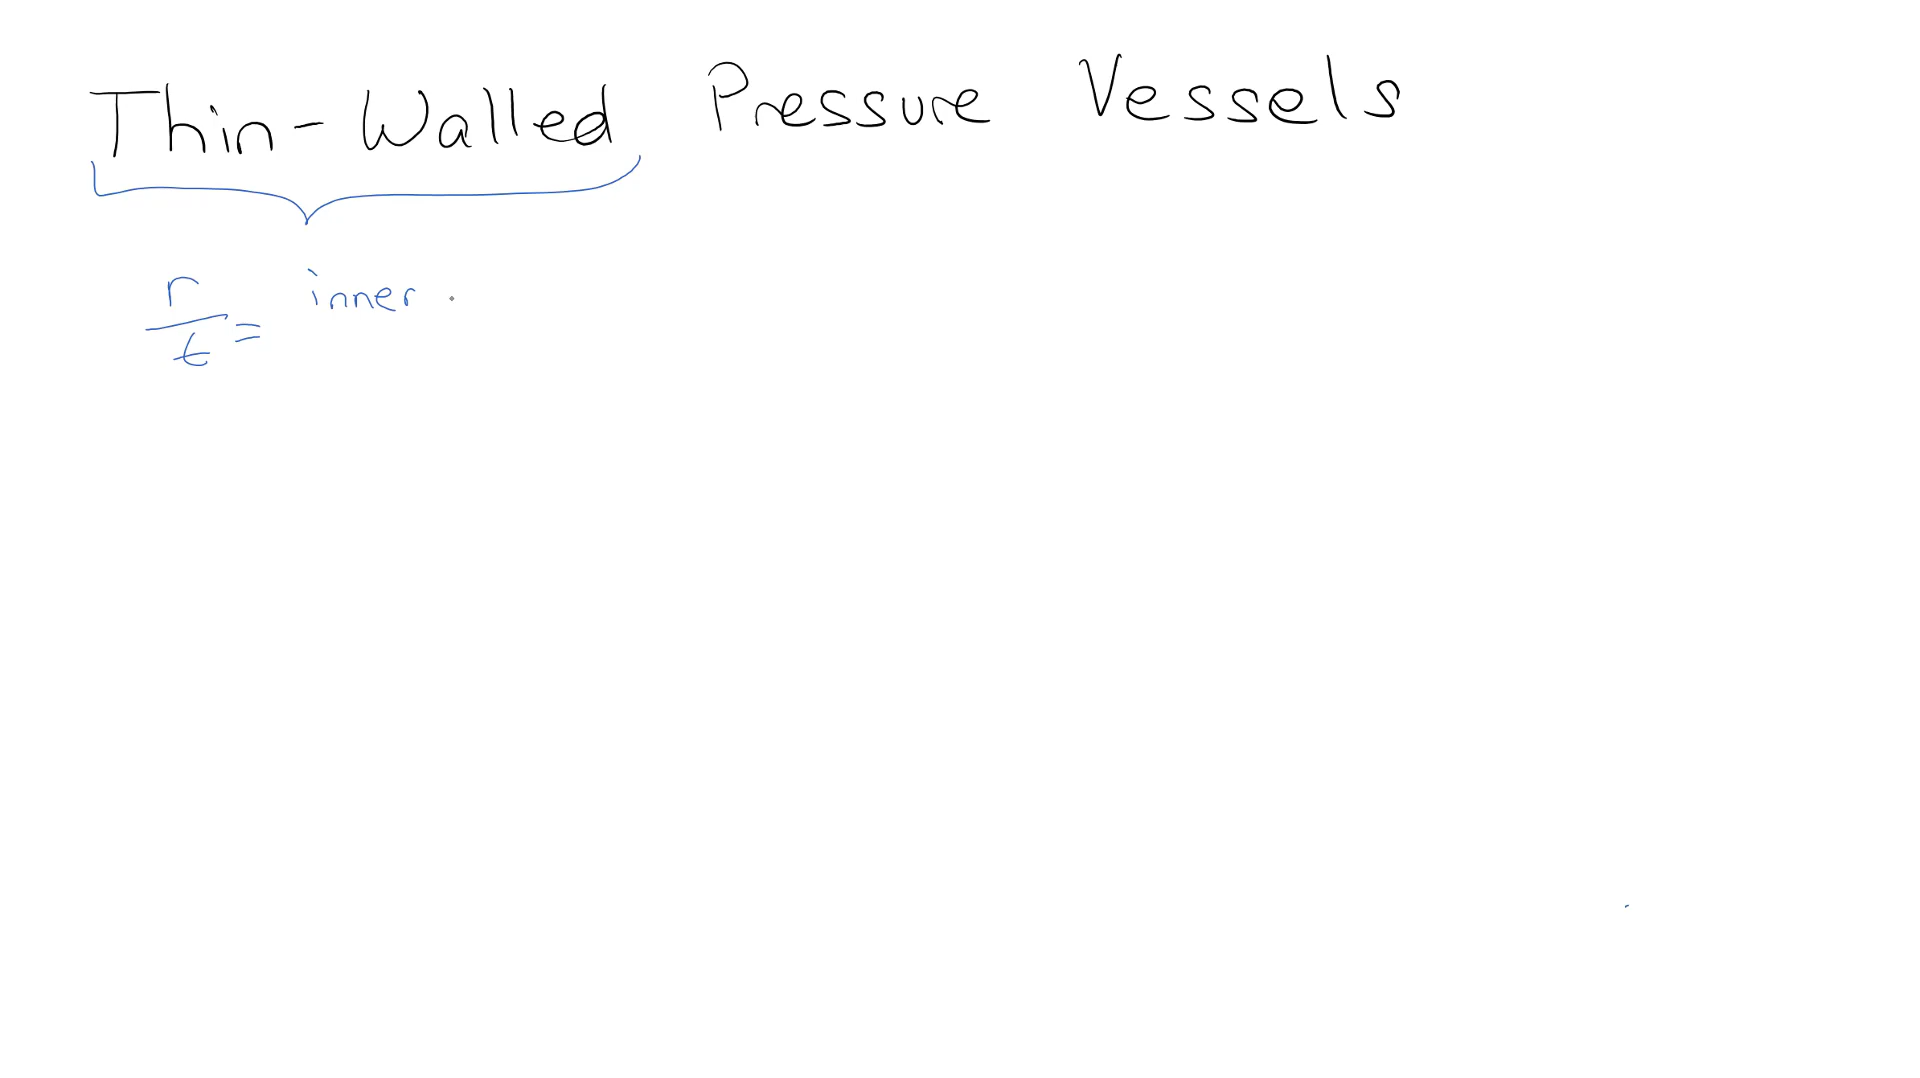 Thin-Walled Pressure Vessels
r/t = inner